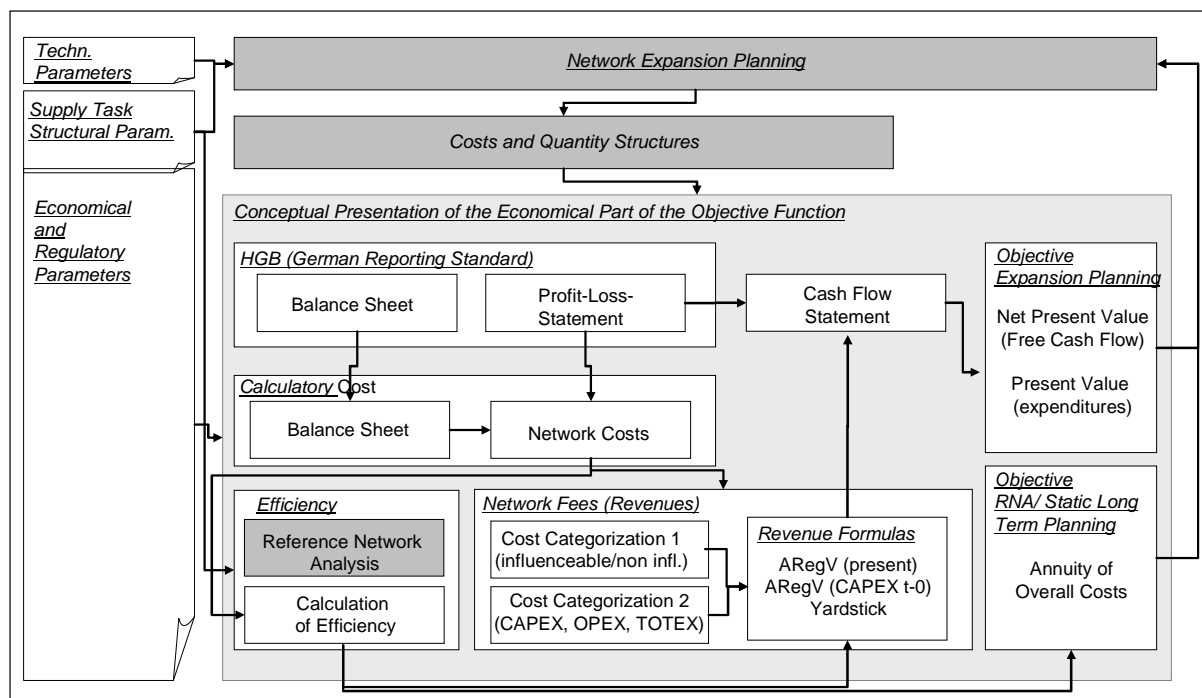 Techn.
Parameters
Supply Task
Structural Param.
Economical
and
Regulatory
Parameters
Network Expansion Planning
Costs and Quantity Structures
Conceptual Presentation of the Economical Part of the Objective Function
HGB (German Reporting Standard)
Balance Sheet
Profit-Loss-
Statement
Cash Flow
Statement
Calculatory Cost
Balance Sheet
Network Costs
Efficiency
Reference Network
Analysis
Calculation
of Efficiency
Network Fees (Revenues)
Cost Categorization 1
(influenceable/non infl.)
Cost Categorization 2
(CAPEX, OPEX, TOTEX)
Revenue Formulas
ARegV (present)
ARegV (CAPEX t-0)
Yardstick
Objective
Expansion Planning
Net Present Value
(Free Cash Flow)
Present Value
(expenditures)
Objective
RNA/ Static Long
Term Planning
Annuity of
Overall Costs